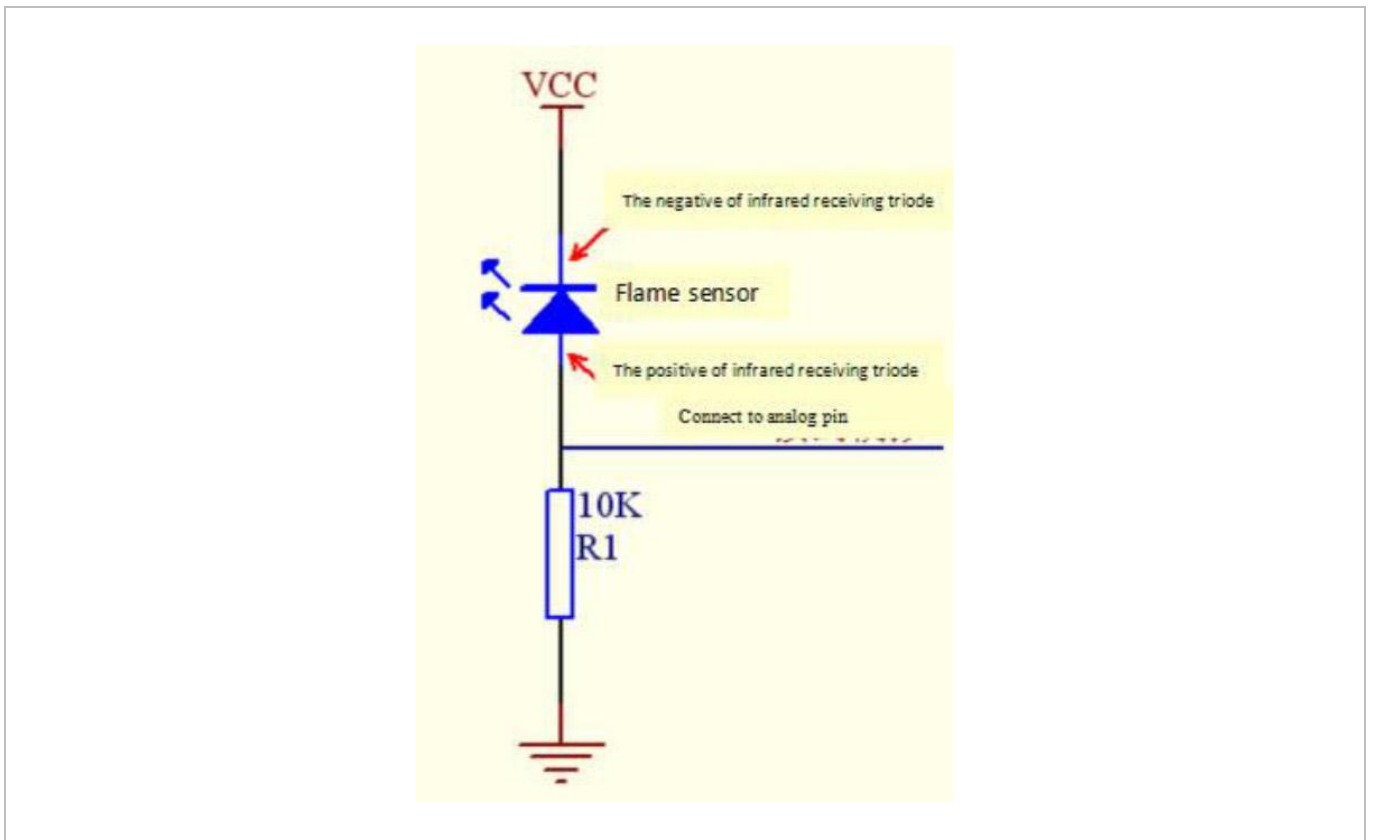 VCC
The negative of infrared receiving triode
Flame sensor
The positive of infrared receiving triode
Connect to analog pin
10K
R1